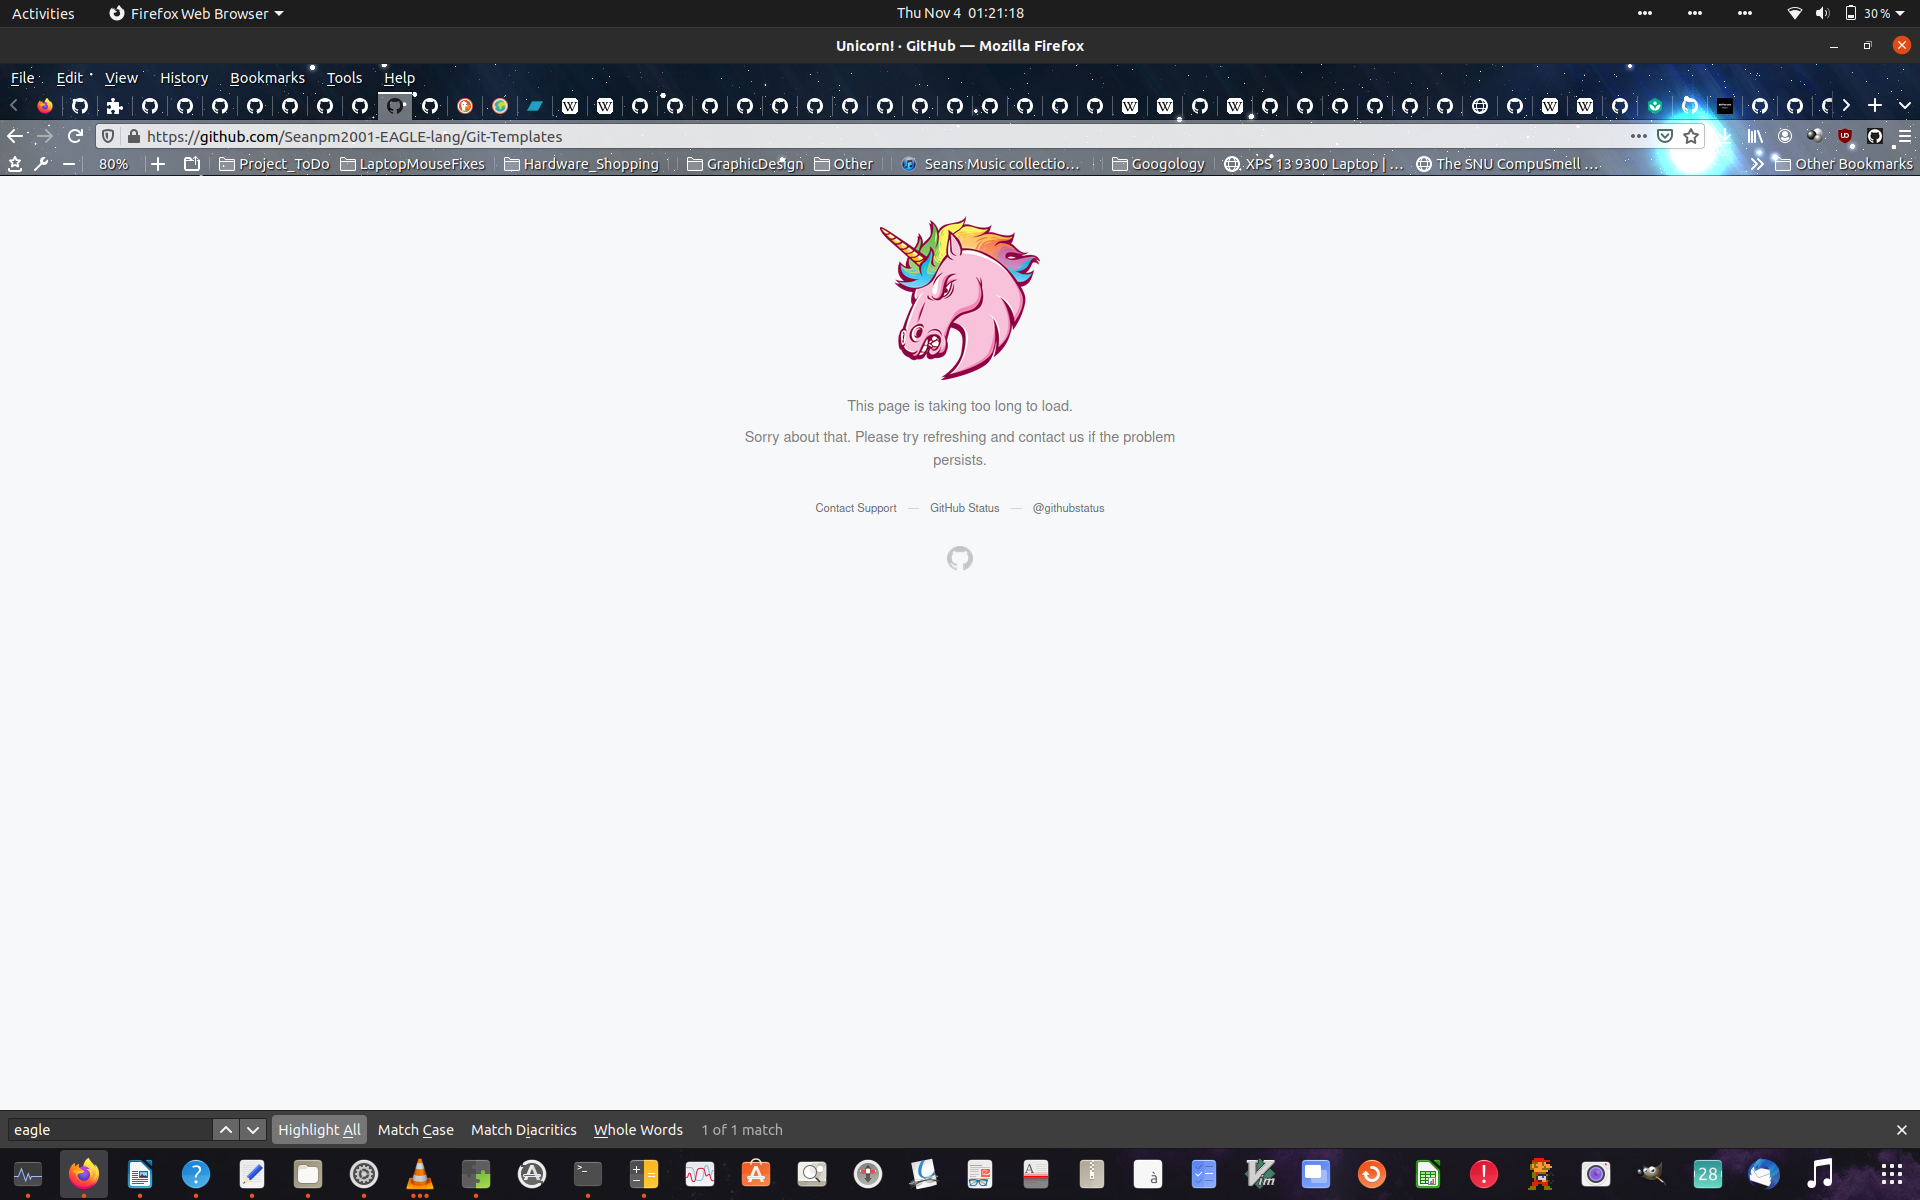 Activities Firefox Web Browser Thu Nov 4 01:21:18 30 %
Unicorn! · GitHub — Mozilla Firefox
File Edit View History Bookmarks Tools Help
https://github.com/Seanpm2001-EAGLE-lang/Git-Templates
80% Project_ToDo LaptopMouseFixes Hardware_Shopping GraphicDesign Other Seans Music collectio… Googology XPS 13 9300 Laptop | … The SNU CompuSmell … Other Bookmarks
This page is taking too long to load.
Sorry about that. Please try refreshing and contact us if the problem
persists.
Contact Support — GitHub Status — @githubstatus
eagle Highlight All Match Case Match Diacritics Whole Words 1 of 1 match
28